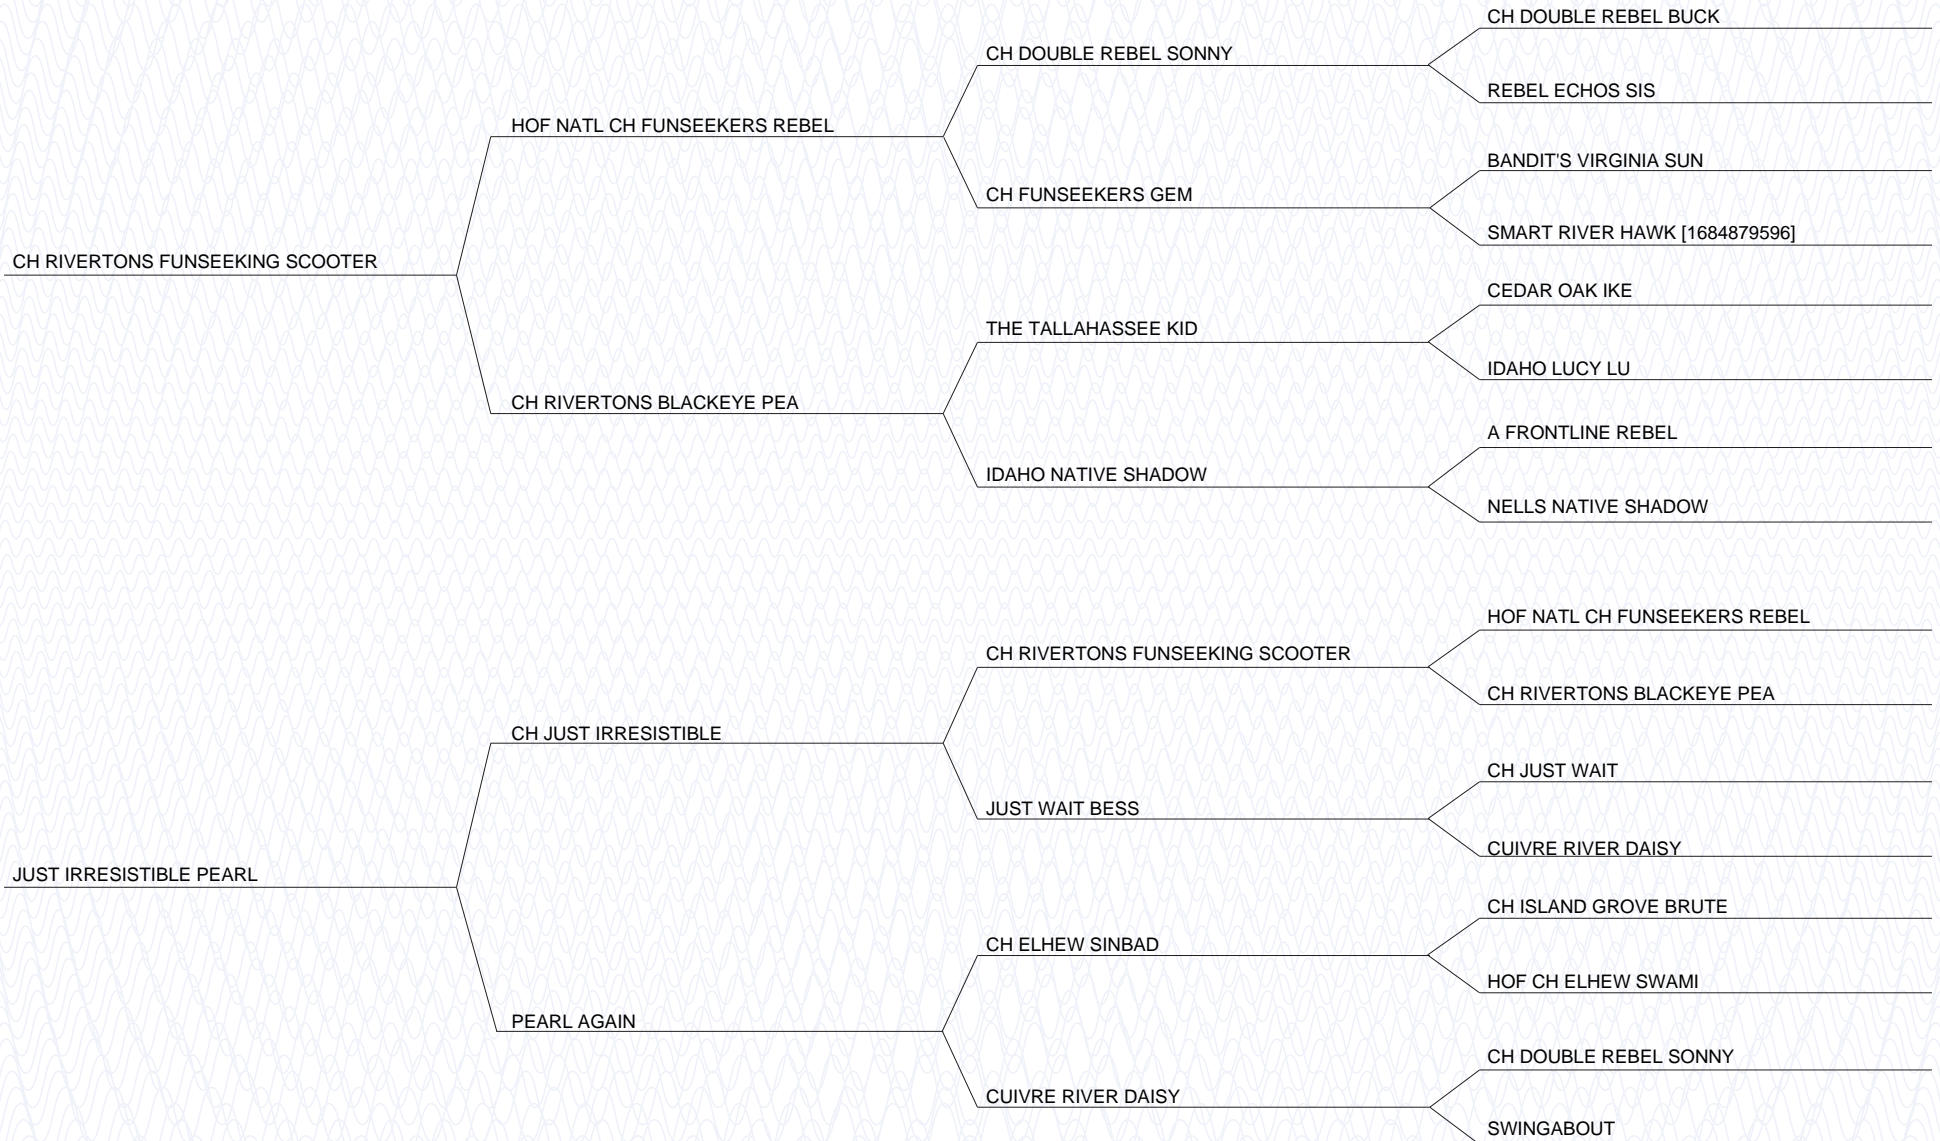 CH DOUBLE REBEL BUCK
CH DOUBLE REBEL SONNY
REBEL ECHOS SIS
HOF NATL CH FUNSEEKERS REBEL
BANDIT'S VIRGINIA SUN
CH FUNSEEKERS GEM
SMART RIVER HAWK [1684879596]
CH RIVERTONS FUNSEEKING SCOOTER
CEDAR OAK IKE
THE TALLAHASSEE KID
IDAHO LUCY LU
CH RIVERTONS BLACKEYE PEA
A FRONTLINE REBEL
IDAHO NATIVE SHADOW
NELLS NATIVE SHADOW
HOF NATL CH FUNSEEKERS REBEL
CH RIVERTONS FUNSEEKING SCOOTER
CH RIVERTONS BLACKEYE PEA
CH JUST IRRESISTIBLE
CH JUST WAIT
JUST WAIT BESS
CUIVRE RIVER DAISY
JUST IRRESISTIBLE PEARL
CH ISLAND GROVE BRUTE
CH ELHEW SINBAD
HOF CH ELHEW SWAMI
PEARL AGAIN
CH DOUBLE REBEL SONNY
CUIVRE RIVER DAISY
SWINGABOUT